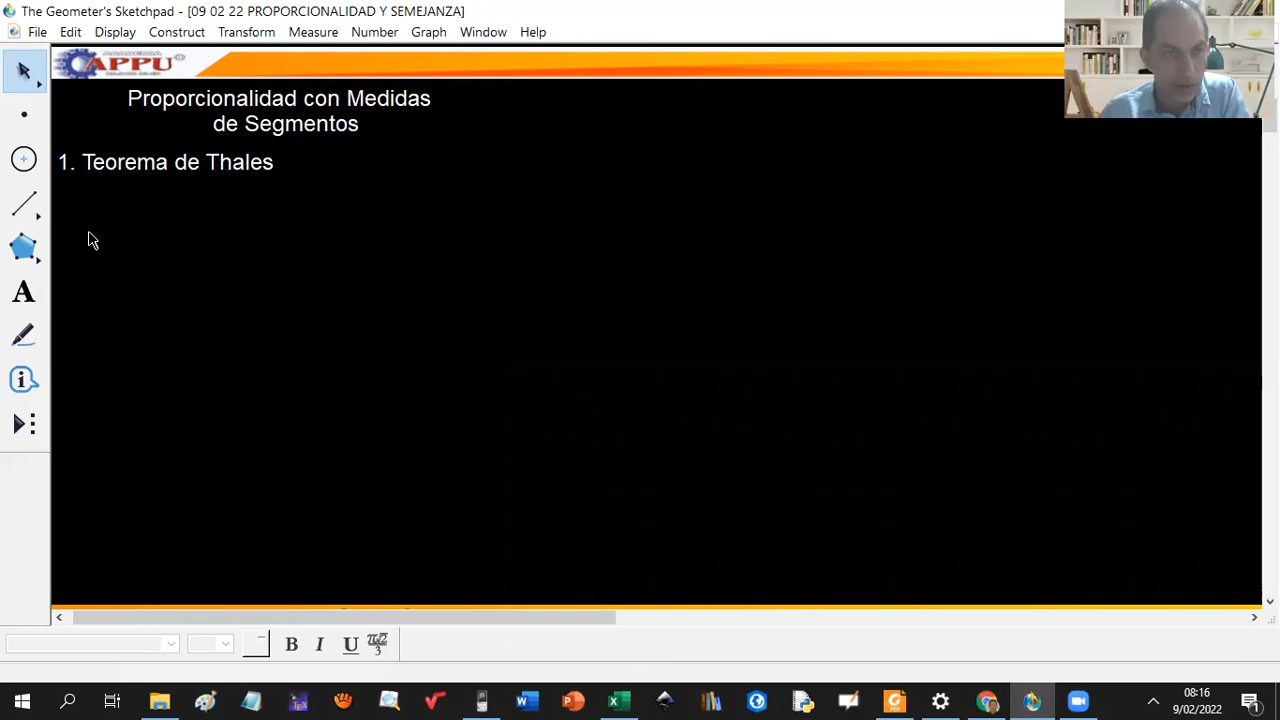 The Geometer's Sketchpad - [09 02 22 PROPORCIONALIDAD Y SEMEJANZA]
File Edit Display Construct Transform Measure Number Graph Window Help
APPU
Proporcionalidad con Medidas
de Segmentos
1. Teorema de Thales
A
B I U
08:16
9/02/2022